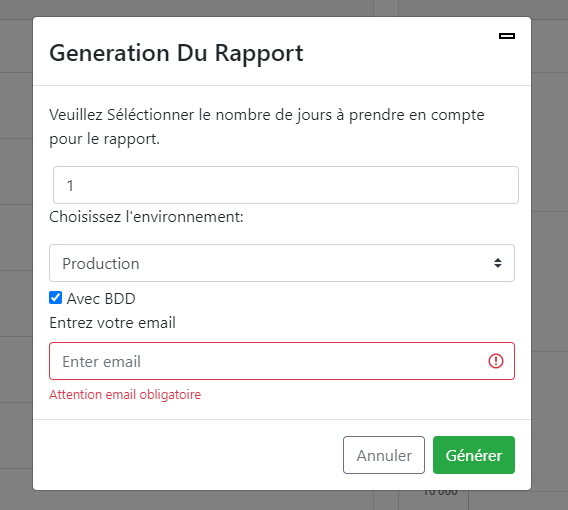 Generation Du Rapport
Veuillez Séléctionner le nombre de jours à prendre en compte
pour le rapport.
1
Choisissez l'environnement:
Production
Avec BDD
Entrez votre email
Enter email
Attention email obligatoire
Annuler
Générer
10 000